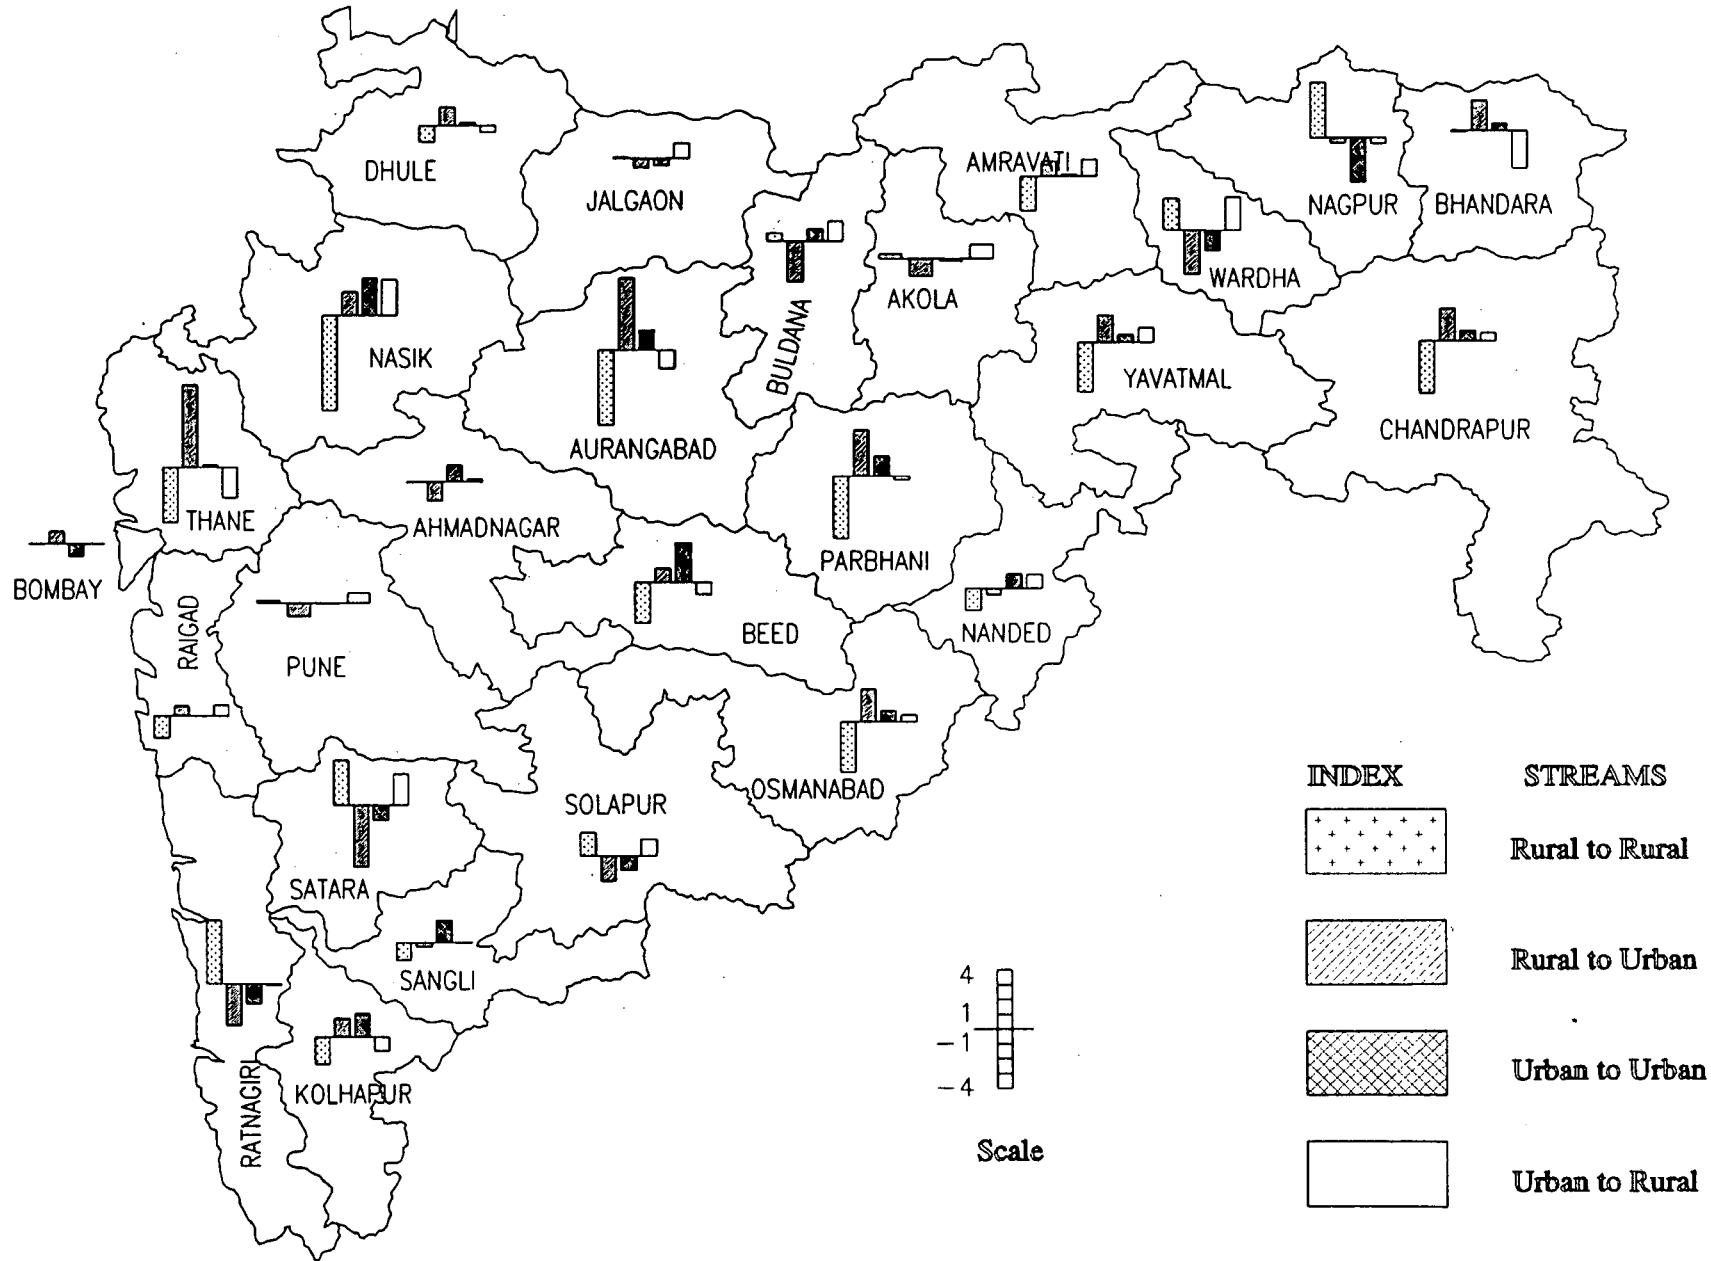 DHULE
JALGAON
AMRAVATI
NAGPUR
BHANDARA
BULDANA
AKOLA
WARDHA
NASIK
AURANGABAD
YAVATMAL
CHANDRAPUR
THANE
AHMADNAGAR
PARBHANI
BOMBAY
RAIGAD
PUNE
BEED
NANDED
OSMANABAD
SATARA
SOLAPUR
SANGLI
RATNAGIRI
KOLHAPUR
4
1
-1
-4
Scale
INDEX STREAMS
Rural to Rural
Rural to Urban
Urban to Urban
Urban to Rural